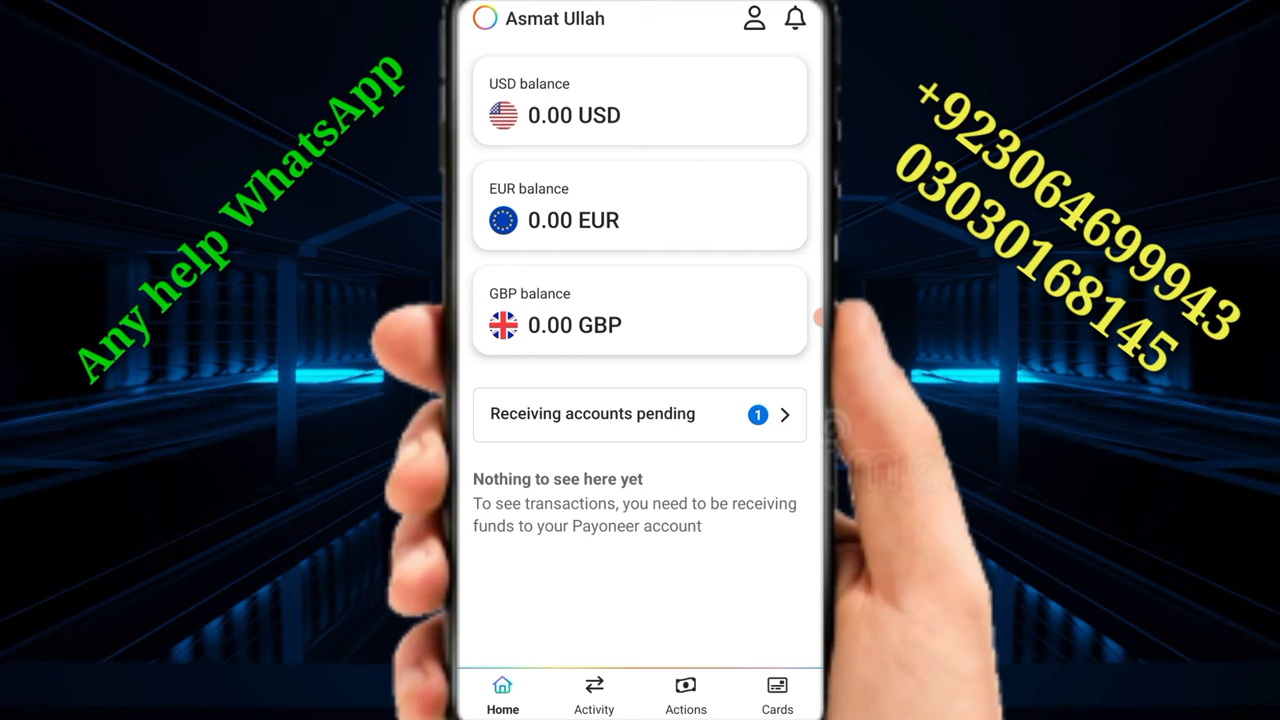 Asmat Ullah
USD balance
0.00 USD
EUR balance
0.00 EUR
GBP balance
0.00 GBP
Receiving accounts pending
1
Nothing to see here yet
To see transactions, you need to be receiving
funds to your Payoneer account
Home
Activity
Actions
Cards
Any help WhatsApp
+923064699943
03030168145